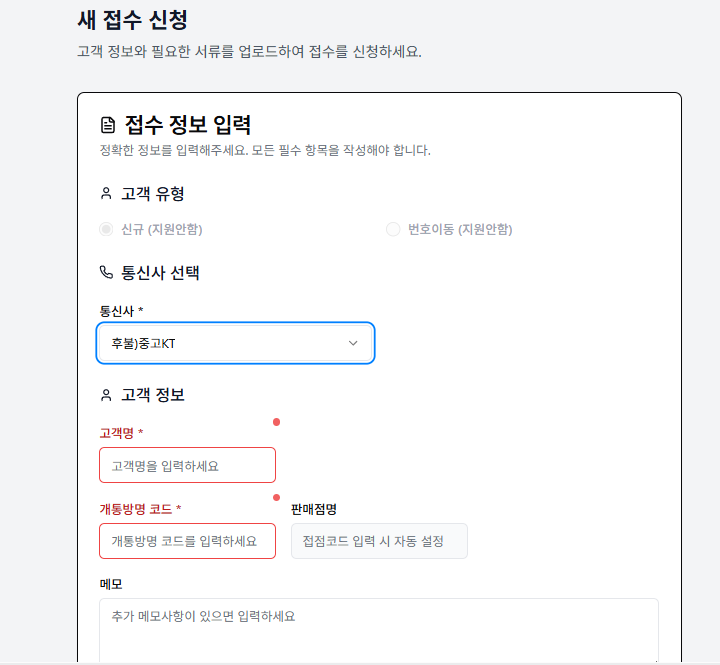 새 접수 신청
고객 정보와 필요한 서류를 업로드하여 접수를 신청하세요.
접수 정보 입력
정확한 정보를 입력해주세요. 모든 필수 항목을 작성해야 합니다.
고객 유형
신규 (지원안함) 번호이동 (지원안함)
통신사 선택
통신사 *
후불)중고KT
고객 정보
고객명 *
고객명을 입력하세요
개통방명 코드 * 판매점명
개통방명 코드를 입력하세요 접점코드 입력 시 자동 설정
메모
추가 메모사항이 있으면 입력하세요